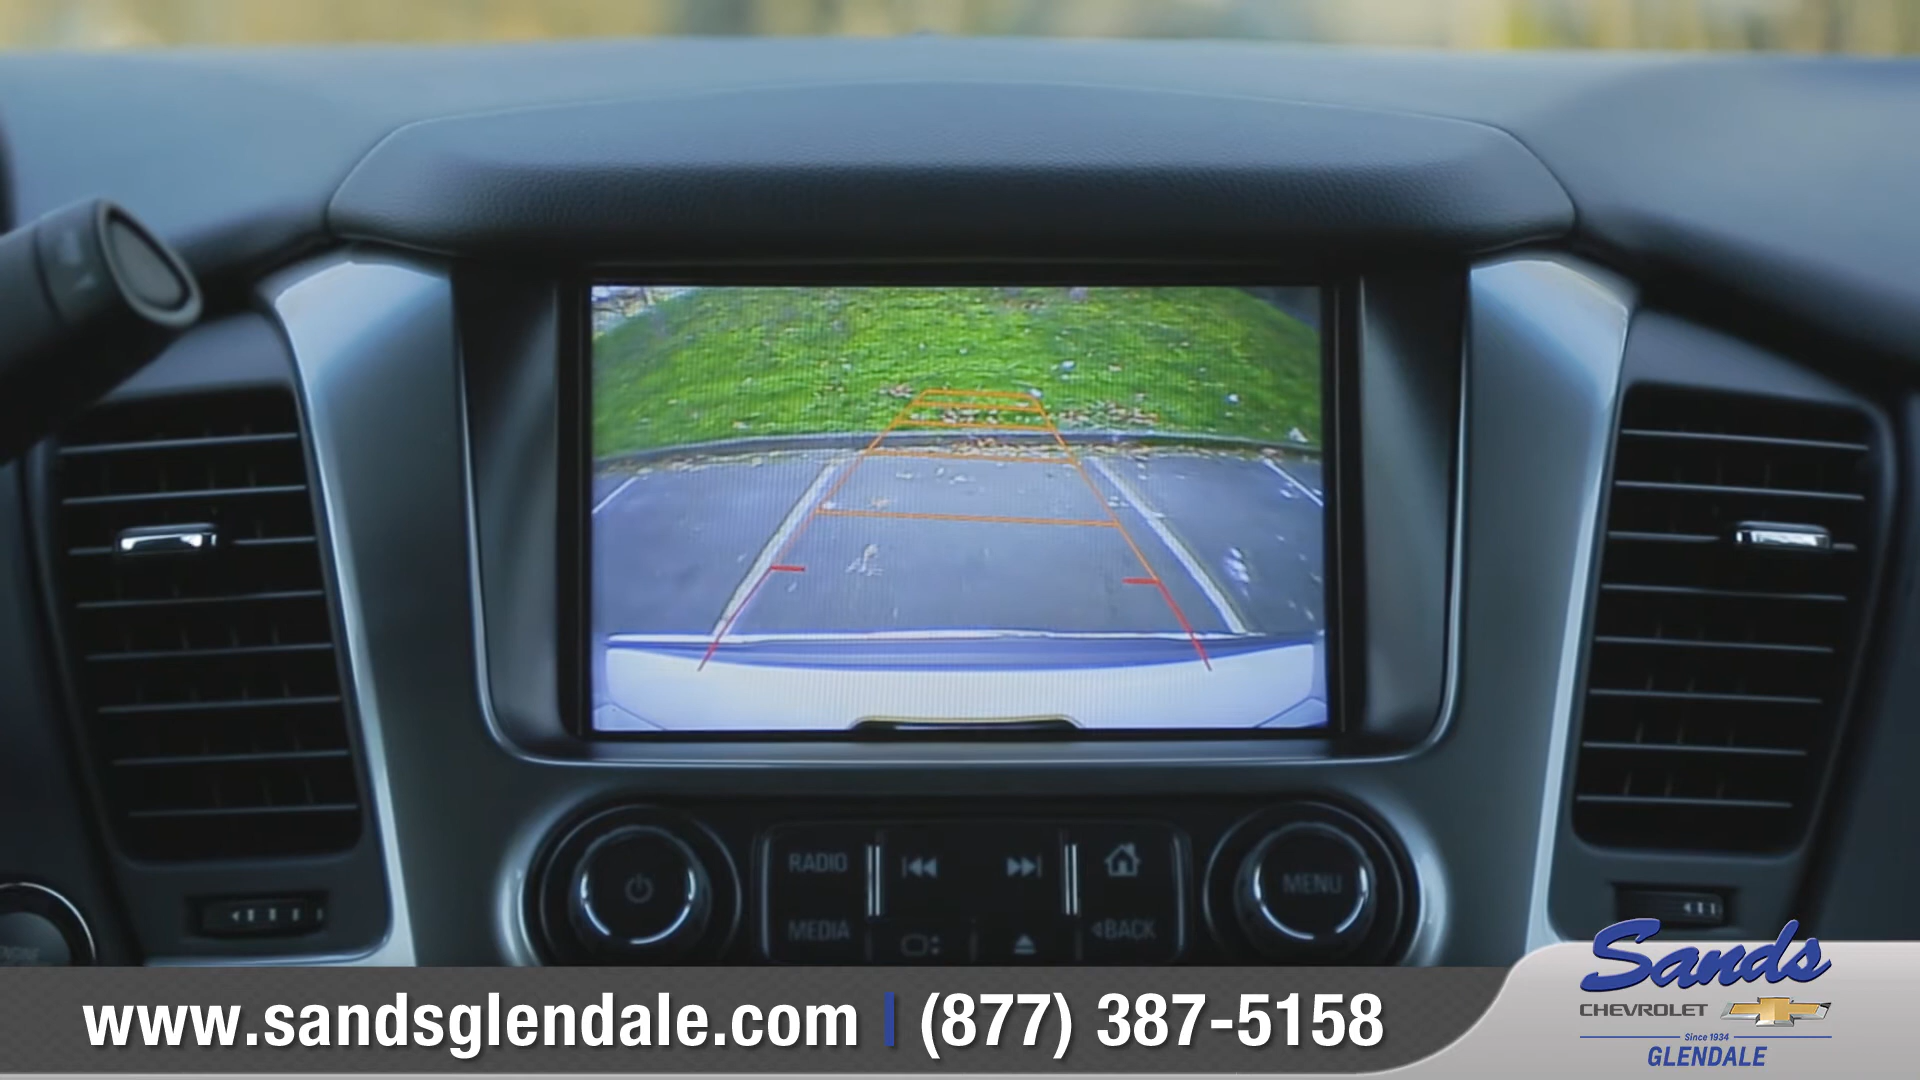 RADIO
MEDIA
BACK
MENU
www.sandsglendale.com | (877) 387-5158
Sands
CHEVROLET
Since 1934
GLENDALE